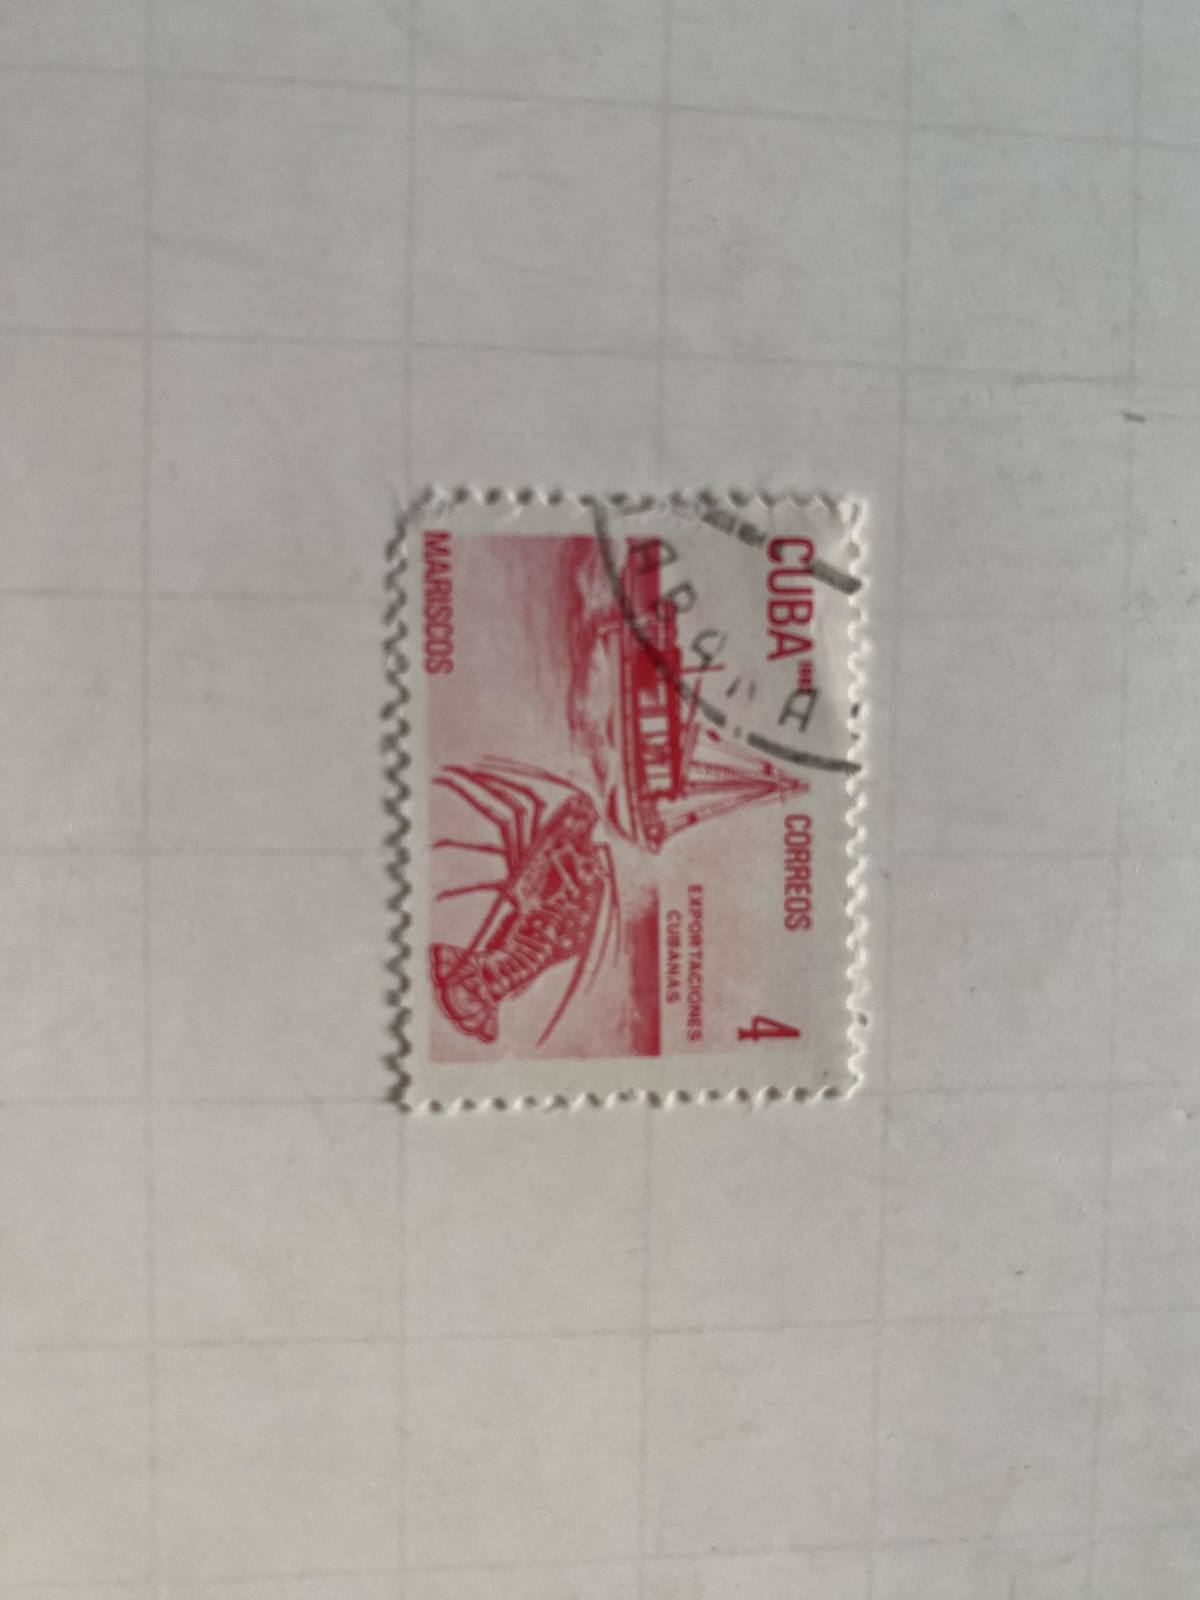 CUBA CORREOS 4
EXPORTACIONES
CUBANAS
MARISCOS